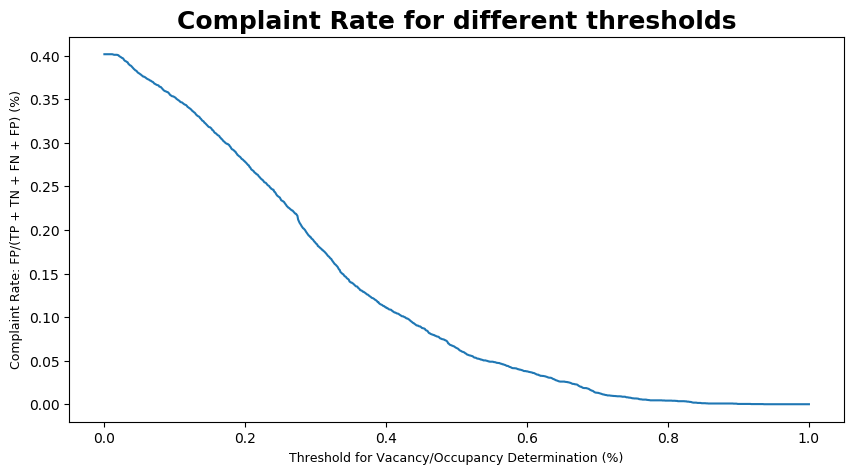 Complaint Rate for different thresholds
Complaint Rate: FP/(TP + TN + FN + FP) (%)
0.40
0.35
0.30
0.25
0.20
0.15
0.10
0.05
0.00
0.0 0.2 0.4 0.6 0.8 1.0
Threshold for Vacancy/Occupancy Determination (%)